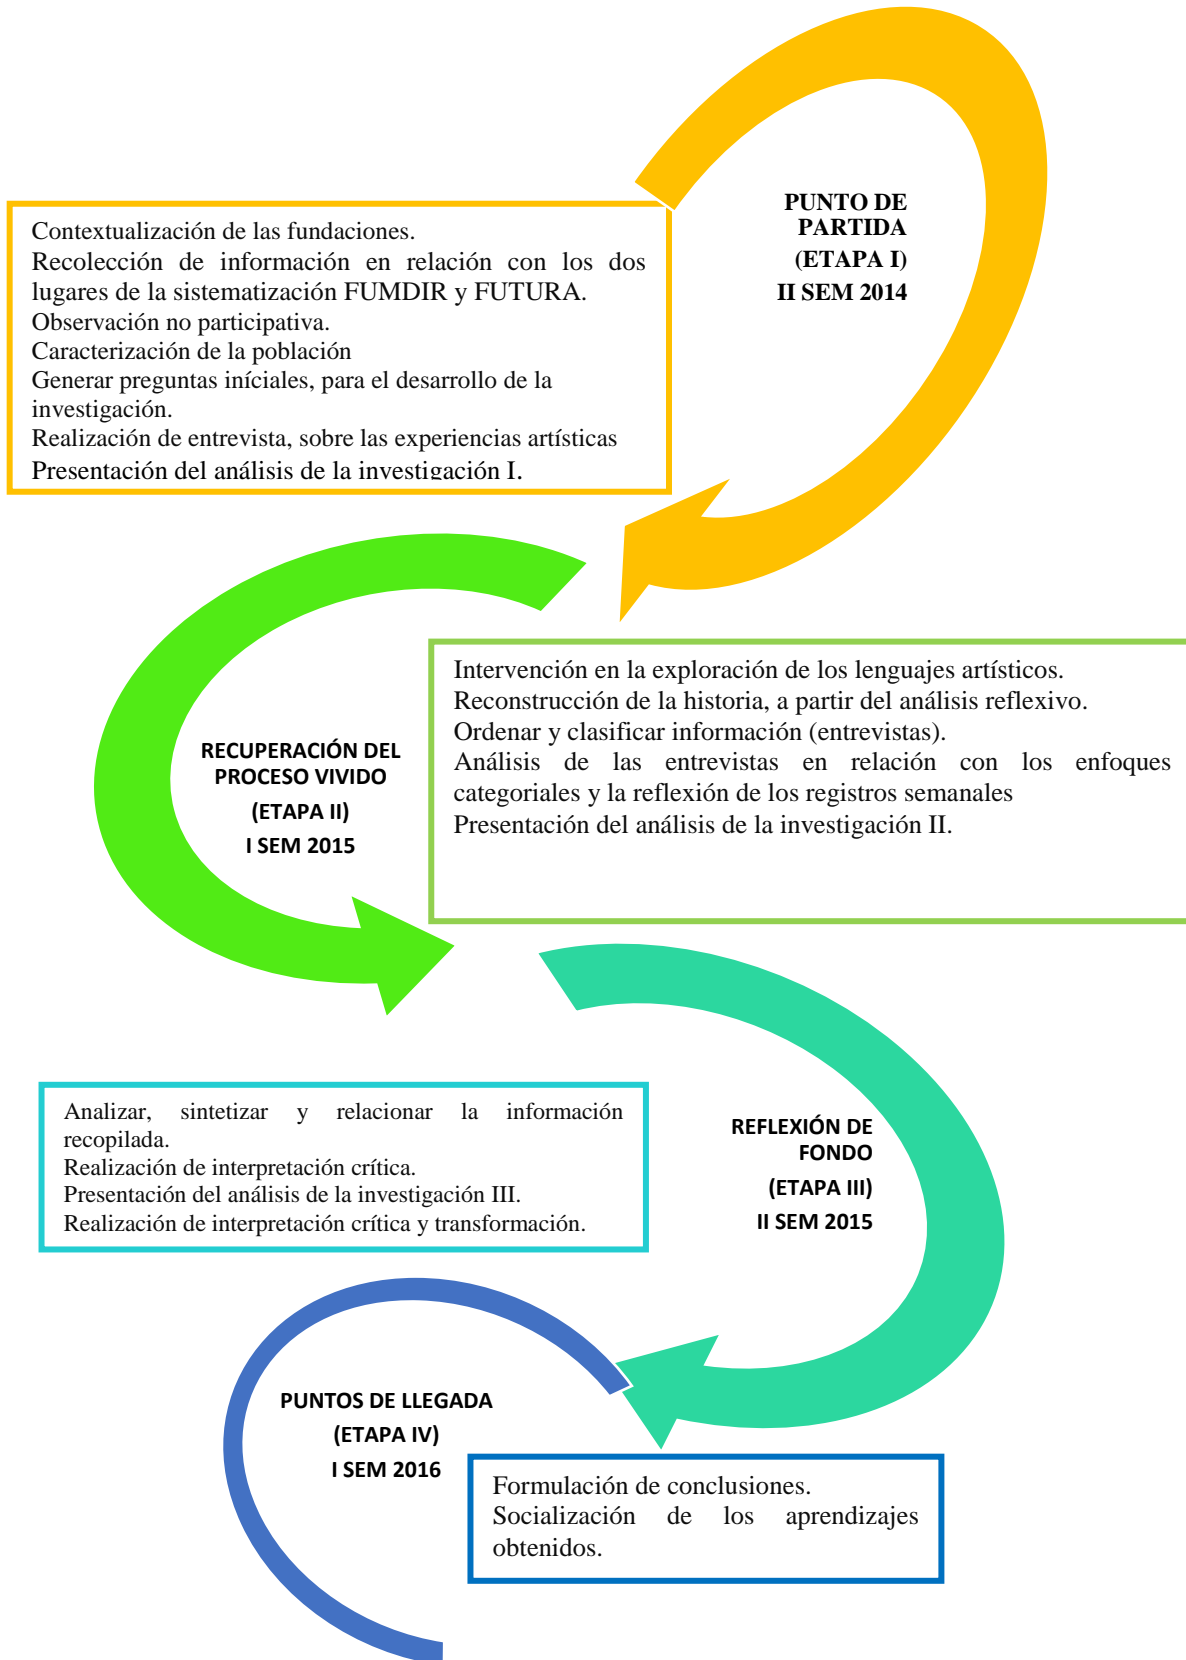 PUNTO DE
PARTIDA
(ETAPA I)
II SEM 2014
Contextualización de las fundaciones.
Recolección de información en relación con los dos
lugares de la sistematización FUMDIR y FUTURA.
Observación no participativa.
Caracterización de la población
Generar preguntas iníciales, para el desarrollo de la
investigación.
Realización de entrevista, sobre las experiencias artísticas
Presentación del análisis de la investigación I.
RECUPERACIÓN DEL
PROCESO VIVIDO
(ETAPA II)
I SEM 2015
Intervención en la exploración de los lenguajes artísticos.
Reconstrucción de la historia, a partir del análisis reflexivo.
Ordenar y clasificar información (entrevistas).
Análisis de las entrevistas en relación con los enfoques
categoriales y la reflexión de los registros semanales
Presentación del análisis de la investigación II.
REFLEXIÓN DE
FONDO
(ETAPA III)
II SEM 2015
Analizar, sintetizar y relacionar la información
recopilada.
Realización de interpretación crítica.
Presentación del análisis de la investigación III.
Realización de interpretación crítica y transformación.
PUNTOS DE LLEGADA
(ETAPA IV)
I SEM 2016
Formulación de conclusiones.
Socialización de los aprendizajes
obtenidos.